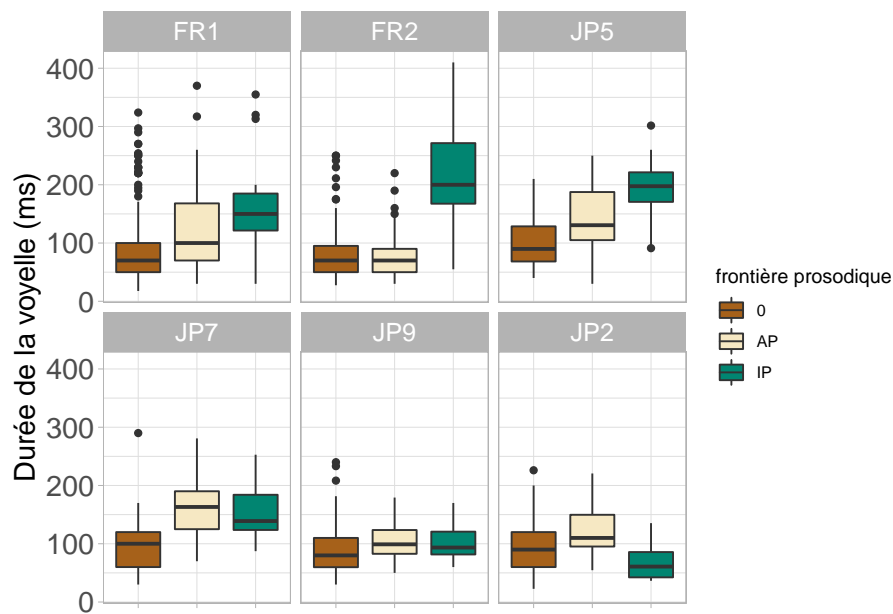 FR1 FR2 JP5
400
300
200
100
0
Durée de la voyelle (ms)
frontière prosodique
0
AP
IP
JP7 JP9 JP2
400
300
200
100
0